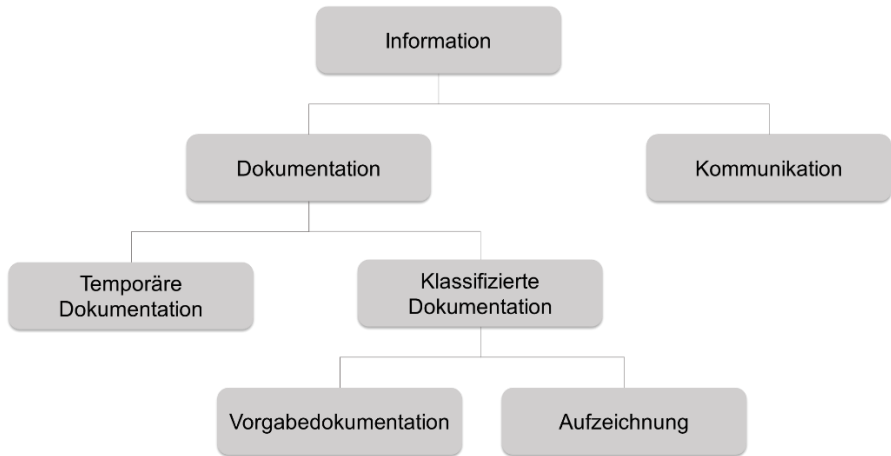 Information
Dokumentation
Kommunikation
Temporäre
Dokumentation
Klassifizierte
Dokumentation
Vorgabedokumentation
Aufzeichnung